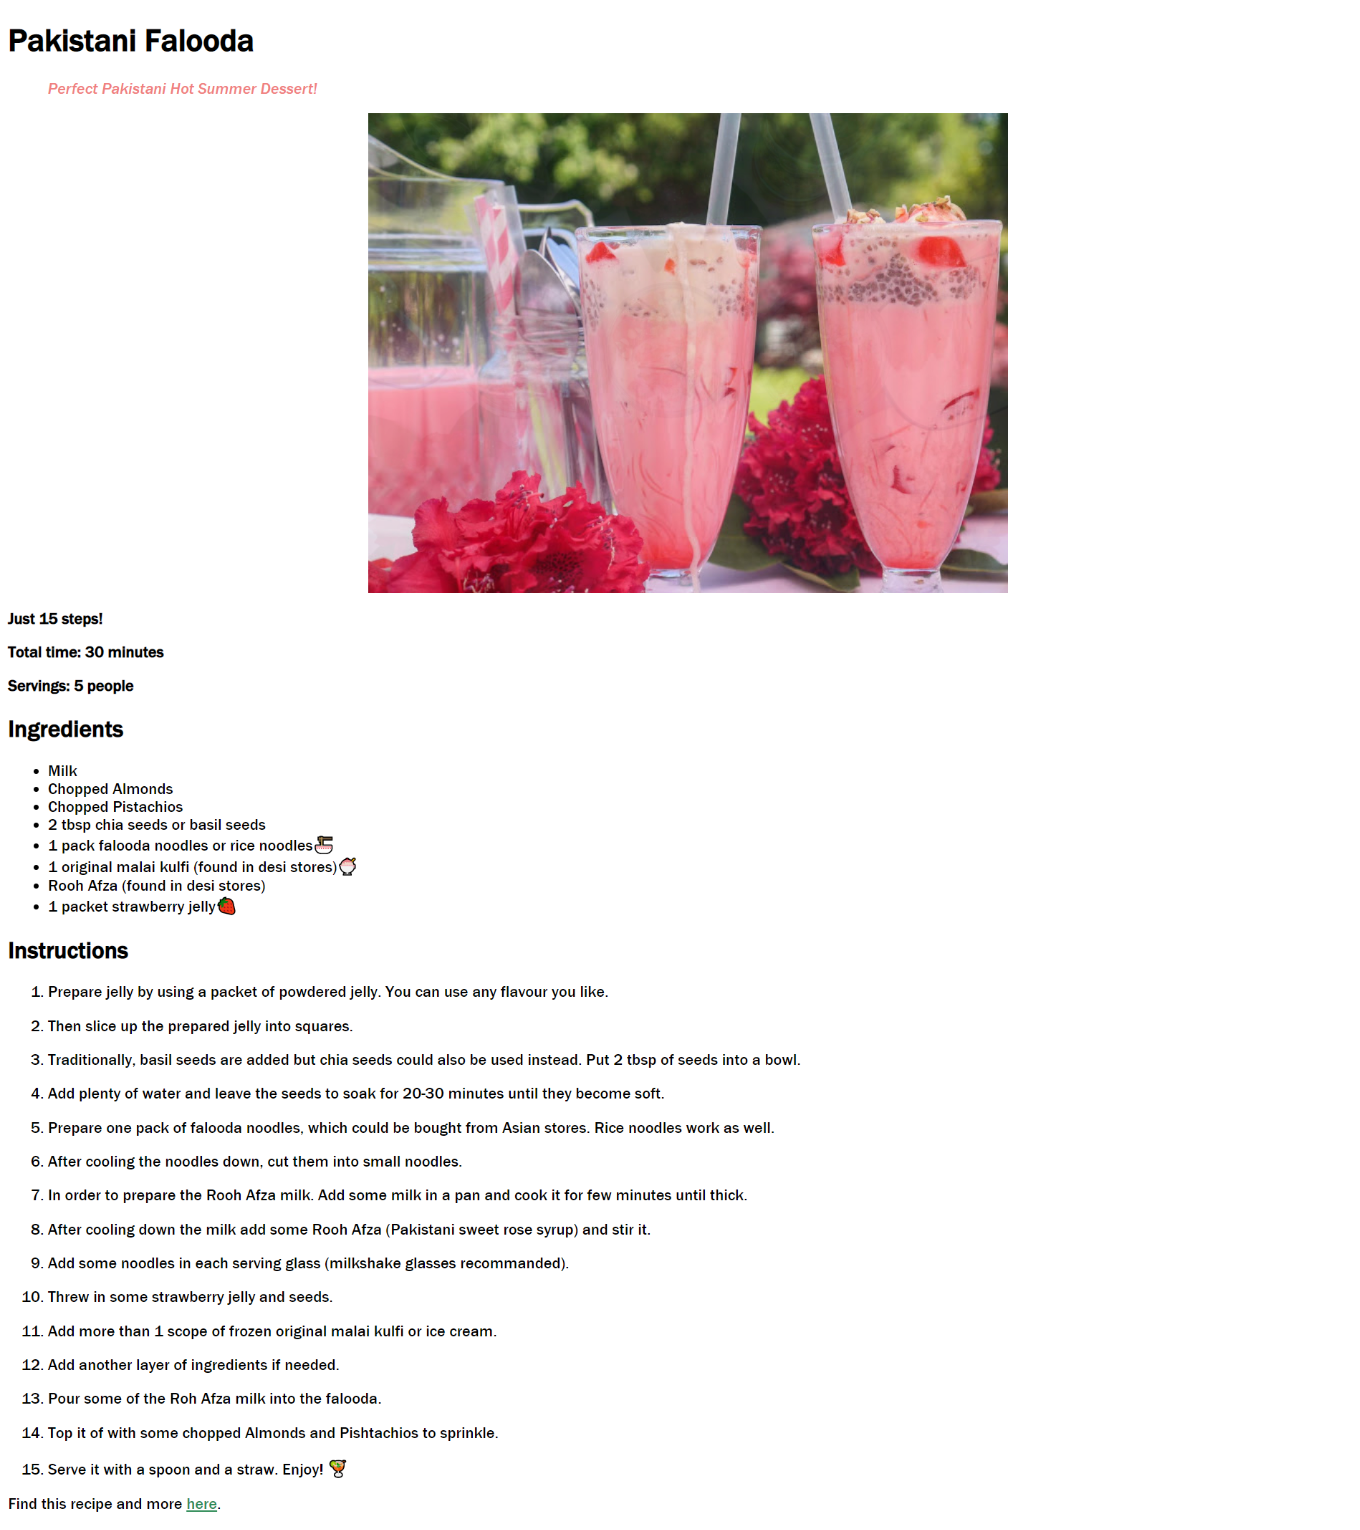 Pakistani Falooda
Perfect Pakistani Hot Summer Dessert!
Just 15 steps!
Total time: 30 minutes
Servings: 5 people
Ingredients
• Milk
• Chopped Almonds
• Chopped Pistachios
• 2 tbsp chia seeds or basil seeds
• 1 pack falooda noodles or rice noodles🍜
• 1 original malai kulfi (found in desi stores)🍧
• Rooh Afza (found in desi stores)
• 1 packet strawberry jelly🍓
Instructions
1. Prepare jelly by using a packet of powdered jelly. You can use any flavour you like.
2. Then slice up the prepared jelly into squares.
3. Traditionally, basil seeds are added but chia seeds could also be used instead. Put 2 tbsp of seeds into a bowl.
4. Add plenty of water and leave the seeds to soak for 20-30 minutes until they become soft.
5. Prepare one pack of falooda noodles, which could be bought from Asian stores. Rice noodles work as well.
6. After cooling the noodles down, cut them into small noodles.
7. In order to prepare the Rooh Afza milk. Add some milk in a pan and cook it for few minutes until thick.
8. After cooling down the milk add some Rooh Afza (Pakistani sweet rose syrup) and stir it.
9. Add some noodles in each serving glass (milkshake glasses recommanded).
10. Threw in some strawberry jelly and seeds.
11. Add more than 1 scope of frozen original malai kulfi or ice cream.
12. Add another layer of ingredients if needed.
13. Pour some of the Roh Afza milk into the falooda.
14. Top it of with some chopped Almonds and Pishtachios to sprinkle.
15. Serve it with a spoon and a straw. Enjoy! 🍹
Find this recipe and more here.